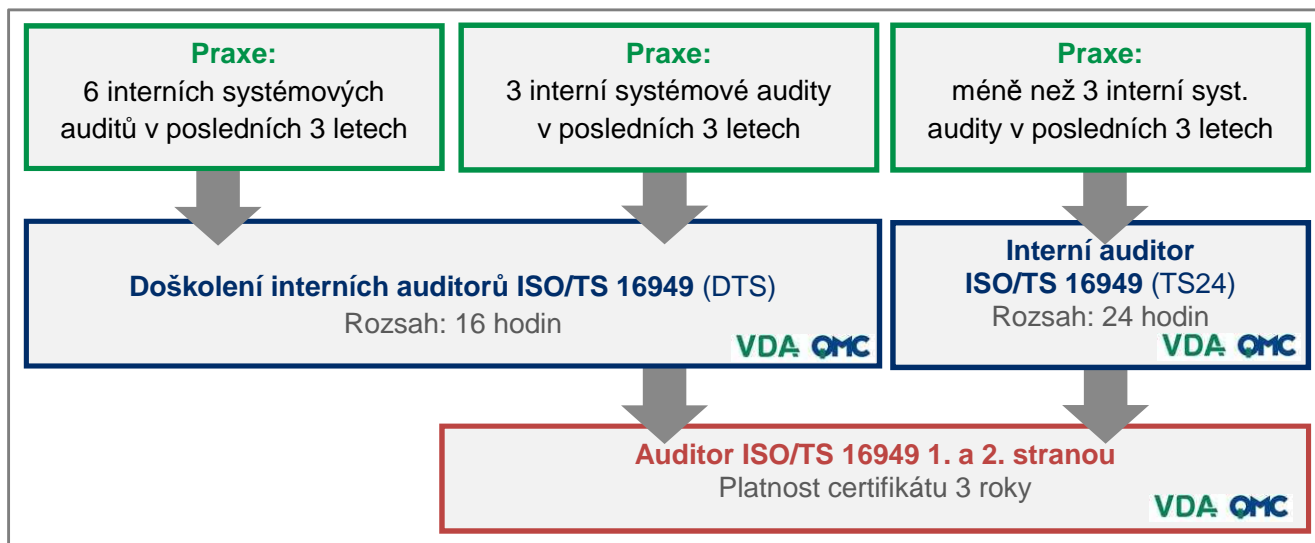 Praxe:
6 interních systémových
auditů v posledních 3 letech
Praxe:
3 interní systémové audity
v posledních 3 letech
Praxe:
méně než 3 interní syst.
audity v posledních 3 letech
Doškolení interních auditorů ISO/TS 16949 (DTS)
Rozsah: 16 hodin
VDA QMC
Interní auditor
ISO/TS 16949 (TS24)
Rozsah: 24 hodin
VDA QMC
Auditor ISO/TS 16949 1. a 2. stranou
Platnost certifikátu 3 roky
VDA QMC